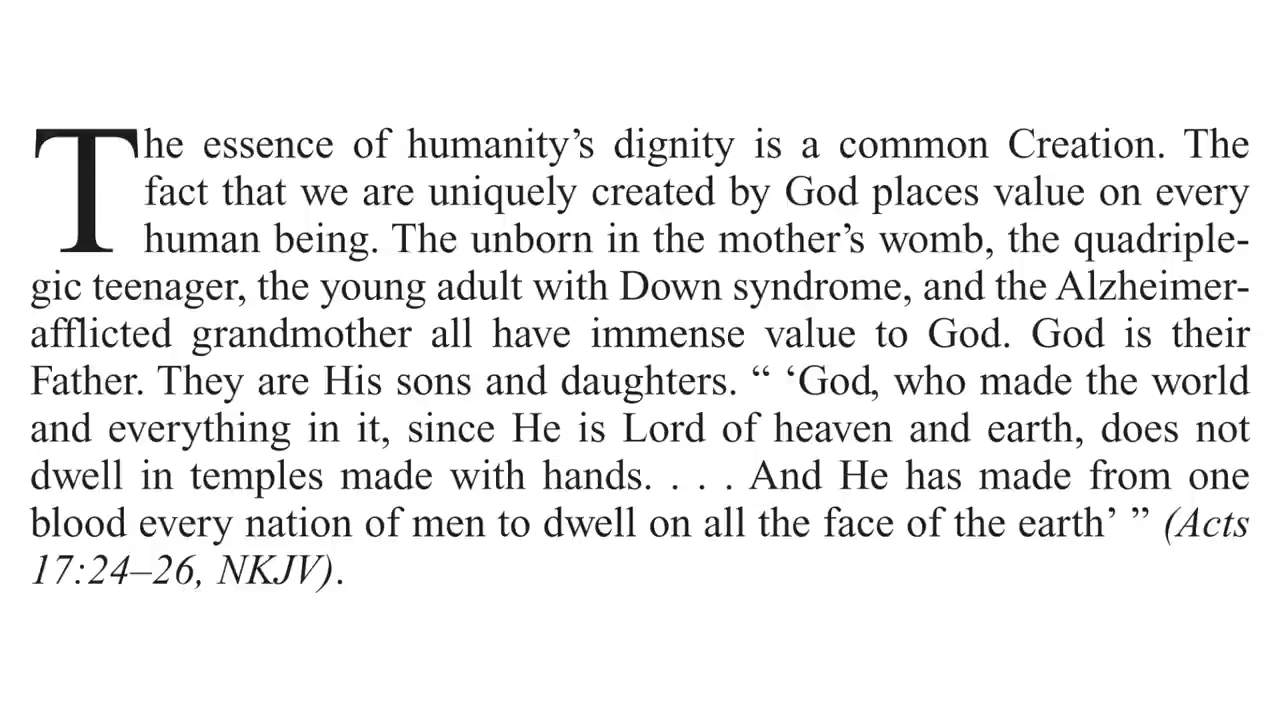 The essence of humanity’s dignity is a common Creation. The
fact that we are uniquely created by God places value on every
human being. The unborn in the mother’s womb, the quadriple-
gic teenager, the young adult with Down syndrome, and the Alzheimer-
afflicted grandmother all have immense value to God. God is their
Father. They are His sons and daughters. “ ‘God, who made the world
and everything in it, since He is Lord of heaven and earth, does not
dwell in temples made with hands. . . . And He has made from one
blood every nation of men to dwell on all the face of the earth’ ” (Acts
17:24–26, NKJV).